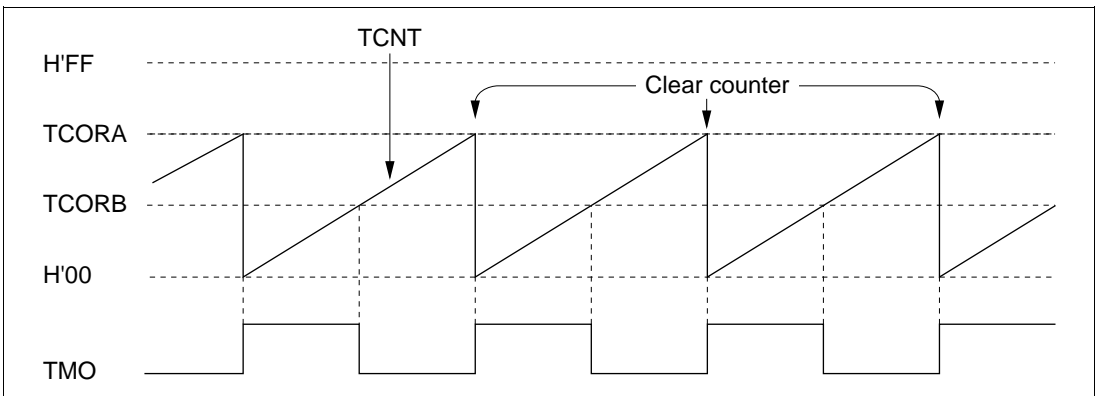 TCNT
H'FF
Clear counter
TCORA
TCORB
H'00
TMO